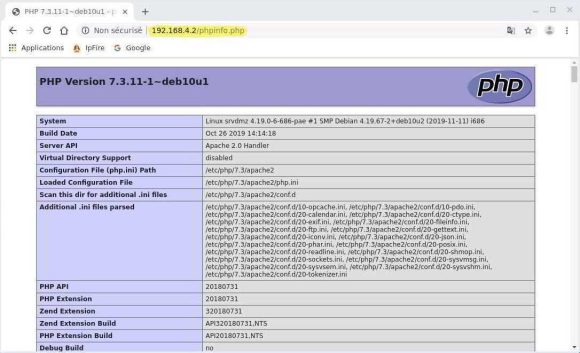 PHP 7.3.11-1~deb10u1 - p
Non sécurisé | 192.168.4.2/phpinfo.php
Applications IpFire Google
PHP Version 7.3.11-1~deb10u1
php
System Linux srvdmz 4.19.0-6-686-pae #1 SMP Debian 4.19.67-2+deb10u2 (2019-11-11) i686
Build Date Oct 26 2019 14:14:18
Server API Apache 2.0 Handler
Virtual Directory Support disabled
Configuration File (php.ini) Path /etc/php/7.3/apache2
Loaded Configuration File /etc/php/7.3/apache2/php.ini
Scan this dir for additional .ini files /etc/php/7.3/apache2/conf.d
Additional .ini files parsed /etc/php/7.3/apache2/conf.d/10-opcache.ini, /etc/php/7.3/apache2/conf.d/10-pdo.ini,
/etc/php/7.3/apache2/conf.d/20-calendar.ini, /etc/php/7.3/apache2/conf.d/20-ctype.ini,
/etc/php/7.3/apache2/conf.d/20-exif.ini, /etc/php/7.3/apache2/conf.d/20-fileinfo.ini,
/etc/php/7.3/apache2/conf.d/20-ftp.ini, /etc/php/7.3/apache2/conf.d/20-gettext.ini,
/etc/php/7.3/apache2/conf.d/20-iconv.ini, /etc/php/7.3/apache2/conf.d/20-json.ini,
/etc/php/7.3/apache2/conf.d/20-phar.ini, /etc/php/7.3/apache2/conf.d/20-posix.ini,
/etc/php/7.3/apache2/conf.d/20-readline.ini, /etc/php/7.3/apache2/conf.d/20-shmop.ini,
/etc/php/7.3/apache2/conf.d/20-sockets.ini, /etc/php/7.3/apache2/conf.d/20-sysvmsg.ini,
/etc/php/7.3/apache2/conf.d/20-sysvsem.ini, /etc/php/7.3/apache2/conf.d/20-sysvshm.ini,
/etc/php/7.3/apache2/conf.d/20-tokenizer.ini
PHP API 20180731
PHP Extension 20180731
Zend Extension 320180731
Zend Extension Build API320180731,NTS
PHP Extension Build API20180731,NTS
Debug Build no